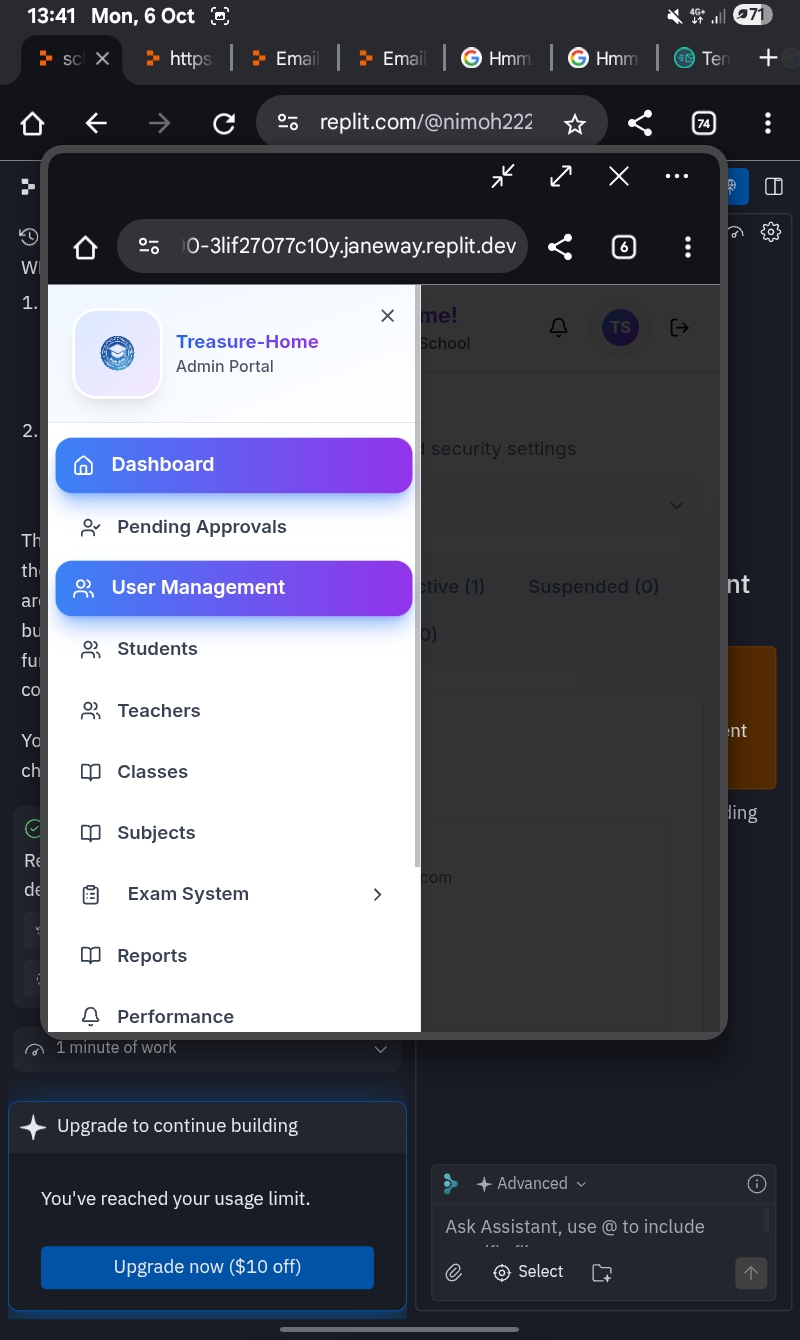 13:41 Mon, 6 Oct
4G+
71
sc
https:
Email
Email
Hmm.
Hmm.
Tem
replit.com/@nimoh222
74
0-3lif27077c10y.janeway.replit.dev
6
Treasure-Home
Admin Portal
me!
School
TS
Dashboard
security settings
Pending Approvals
User Management
ctive (1)
Suspended (0)
0)
Students
Teachers
Classes
Subjects
Exam System
com
Reports
Performance
1.
2.
Th
the
are
bu
fu
co
Yo
ch
Re
de
nt
ent
ding
1 minute of work
Upgrade to continue building
You've reached your usage limit.
Upgrade now ($10 off)
Advanced
Ask Assistant, use @ to include
Select